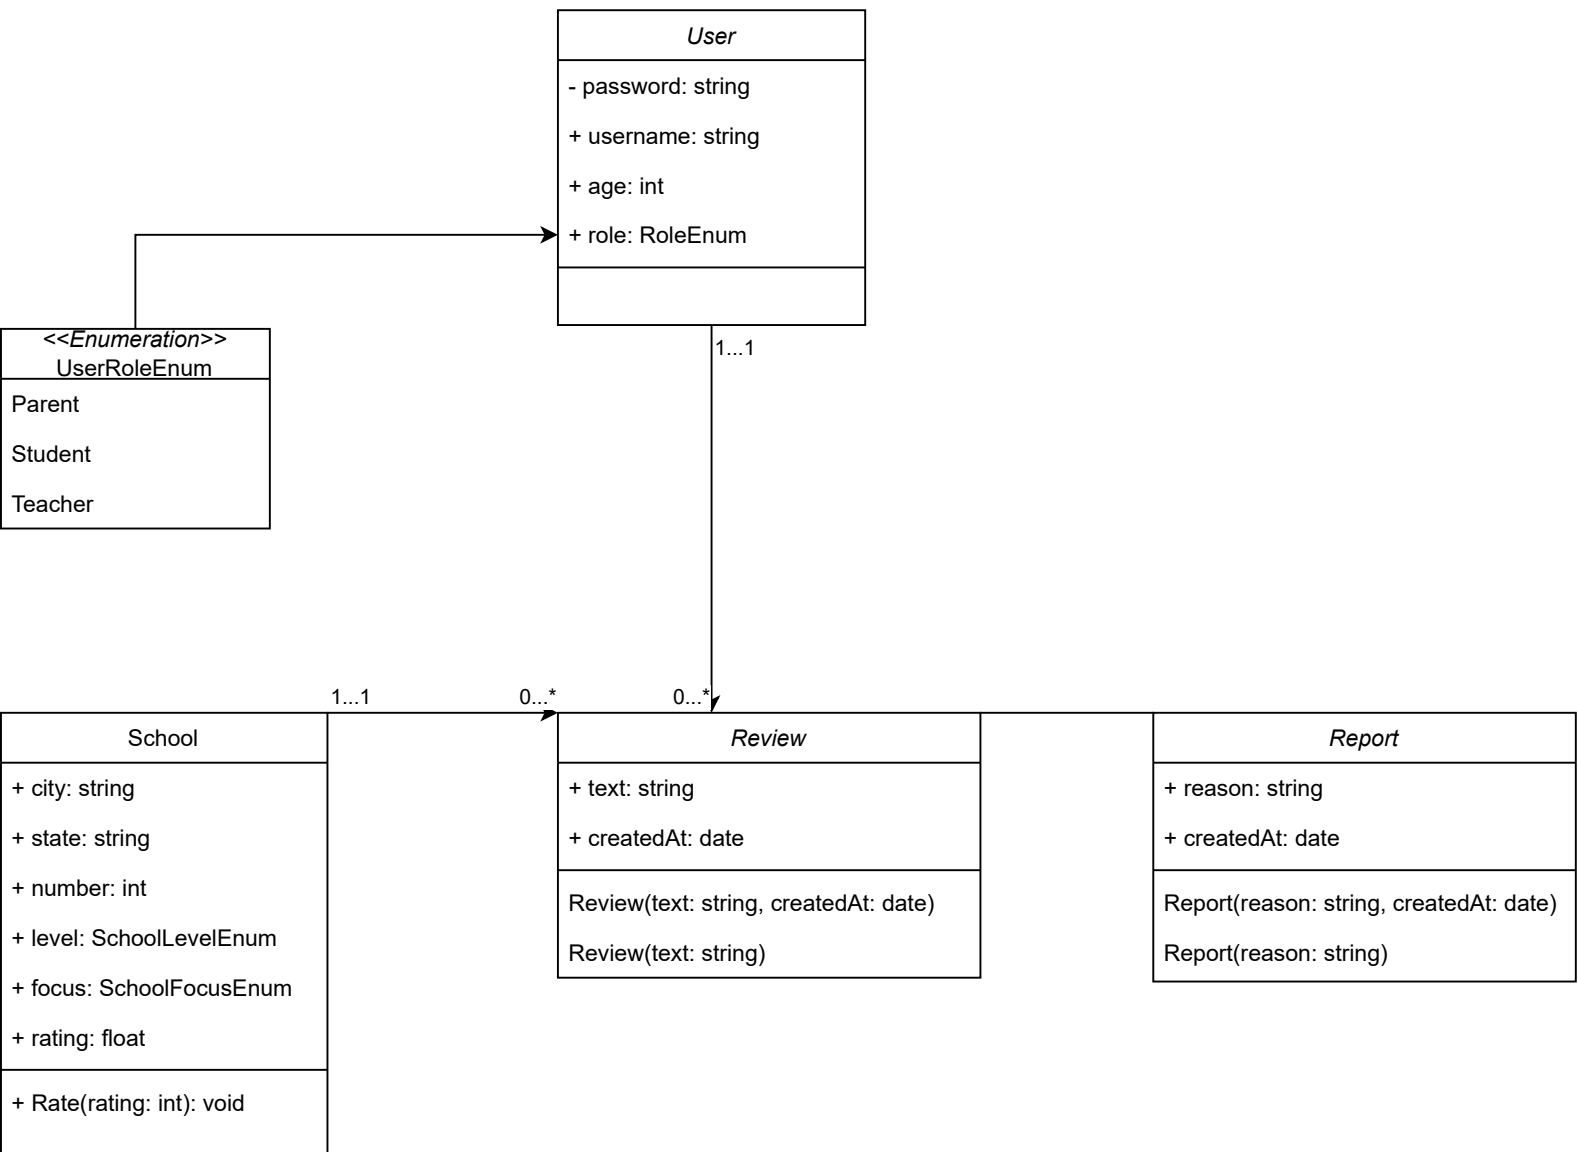 User
- password: string
+ username: string
+ age: int
+ role: RoleEnum
1...1
<<Enumeration>>
UserRoleEnum
Parent
Student
Teacher
1...1
0...*
0...*
School
+ city: string
+ state: string
+ number: int
+ level: SchoolLevelEnum
+ focus: SchoolFocusEnum
+ rating: float
+ Rate(rating: int): void
Review
+ text: string
+ createdAt: date
Review(text: string, createdAt: date)
Review(text: string)
Report
+ reason: string
+ createdAt: date
Report(reason: string, createdAt: date)
Report(reason: string)